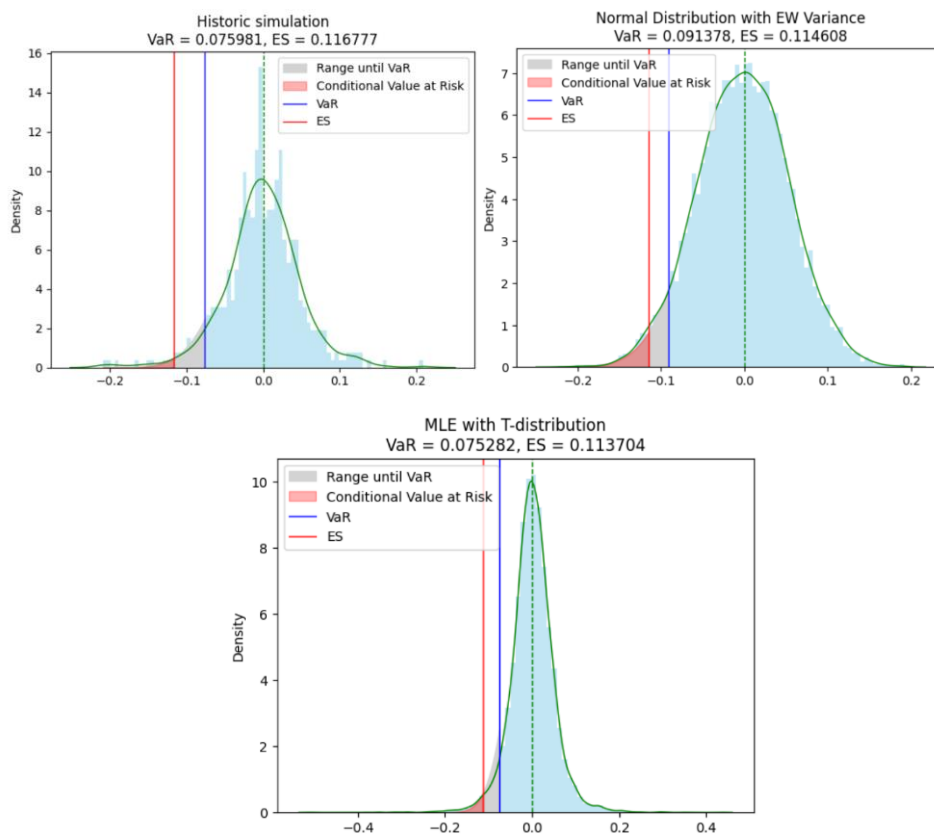 Historic simulation
VaR = 0.075981, ES = 0.116777
Range until VaR
Conditional Value at Risk
VaR
ES
Density
16
14
12
10
8
6
4
2
0
−0.2
−0.1
0.0
0.1
0.2
Normal Distribution with EW Variance
VaR = 0.091378, ES = 0.114608
Range until VaR
Conditional Value at Risk
VaR
ES
Density
7
6
5
4
3
2
1
0
−0.2
−0.1
0.0
0.1
0.2
MLE with T-distribution
VaR = 0.075282, ES = 0.113704
Range until VaR
Conditional Value at Risk
VaR
ES
Density
10
8
6
4
2
0
−0.4
−0.2
0.0
0.2
0.4